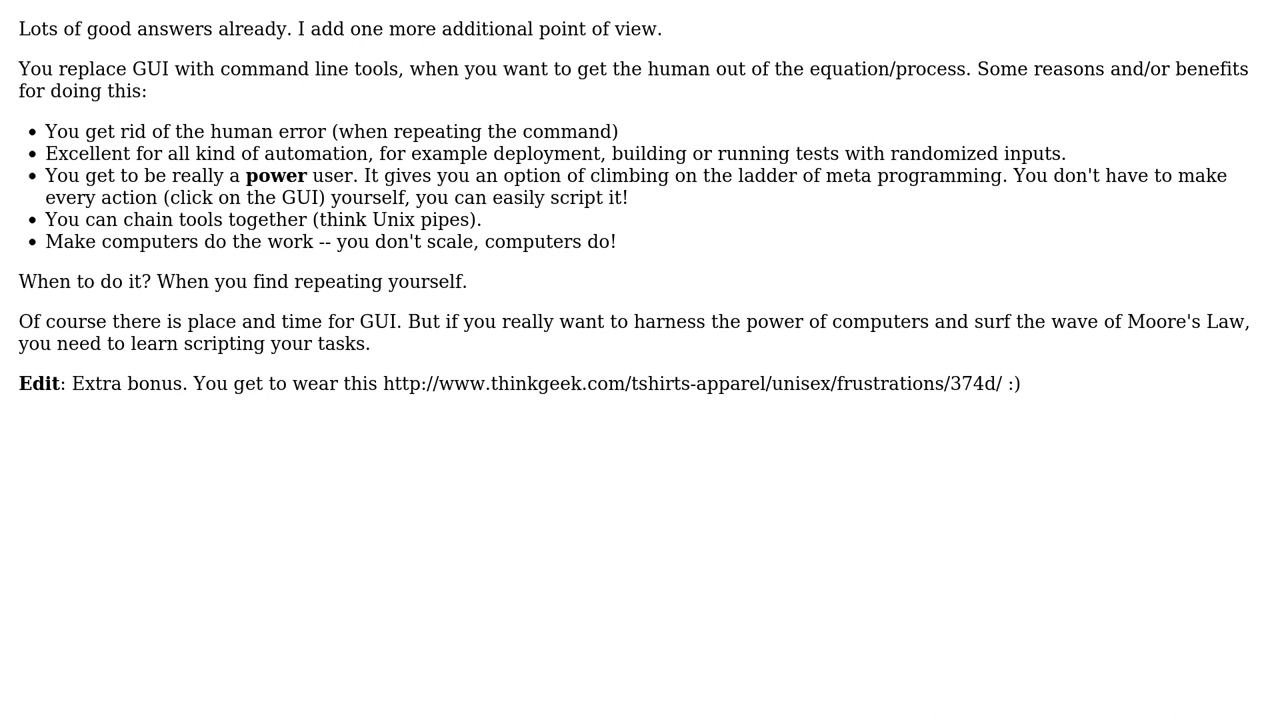 Lots of good answers already. I add one more additional point of view.
You replace GUI with command line tools, when you want to get the human out of the equation/process. Some reasons and/or benefits
for doing this:
• You get rid of the human error (when repeating the command)
• Excellent for all kind of automation, for example deployment, building or running tests with randomized inputs.
• You get to be really a power user. It gives you an option of climbing on the ladder of meta programming. You don't have to make
every action (click on the GUI) yourself, you can easily script it!
• You can chain tools together (think Unix pipes).
• Make computers do the work -- you don't scale, computers do!
When to do it? When you find repeating yourself.
Of course there is place and time for GUI. But if you really want to harness the power of computers and surf the wave of Moore's Law,
you need to learn scripting your tasks.
Edit: Extra bonus. You get to wear this http://www.thinkgeek.com/tshirts-apparel/unisex/frustrations/374d/ :)